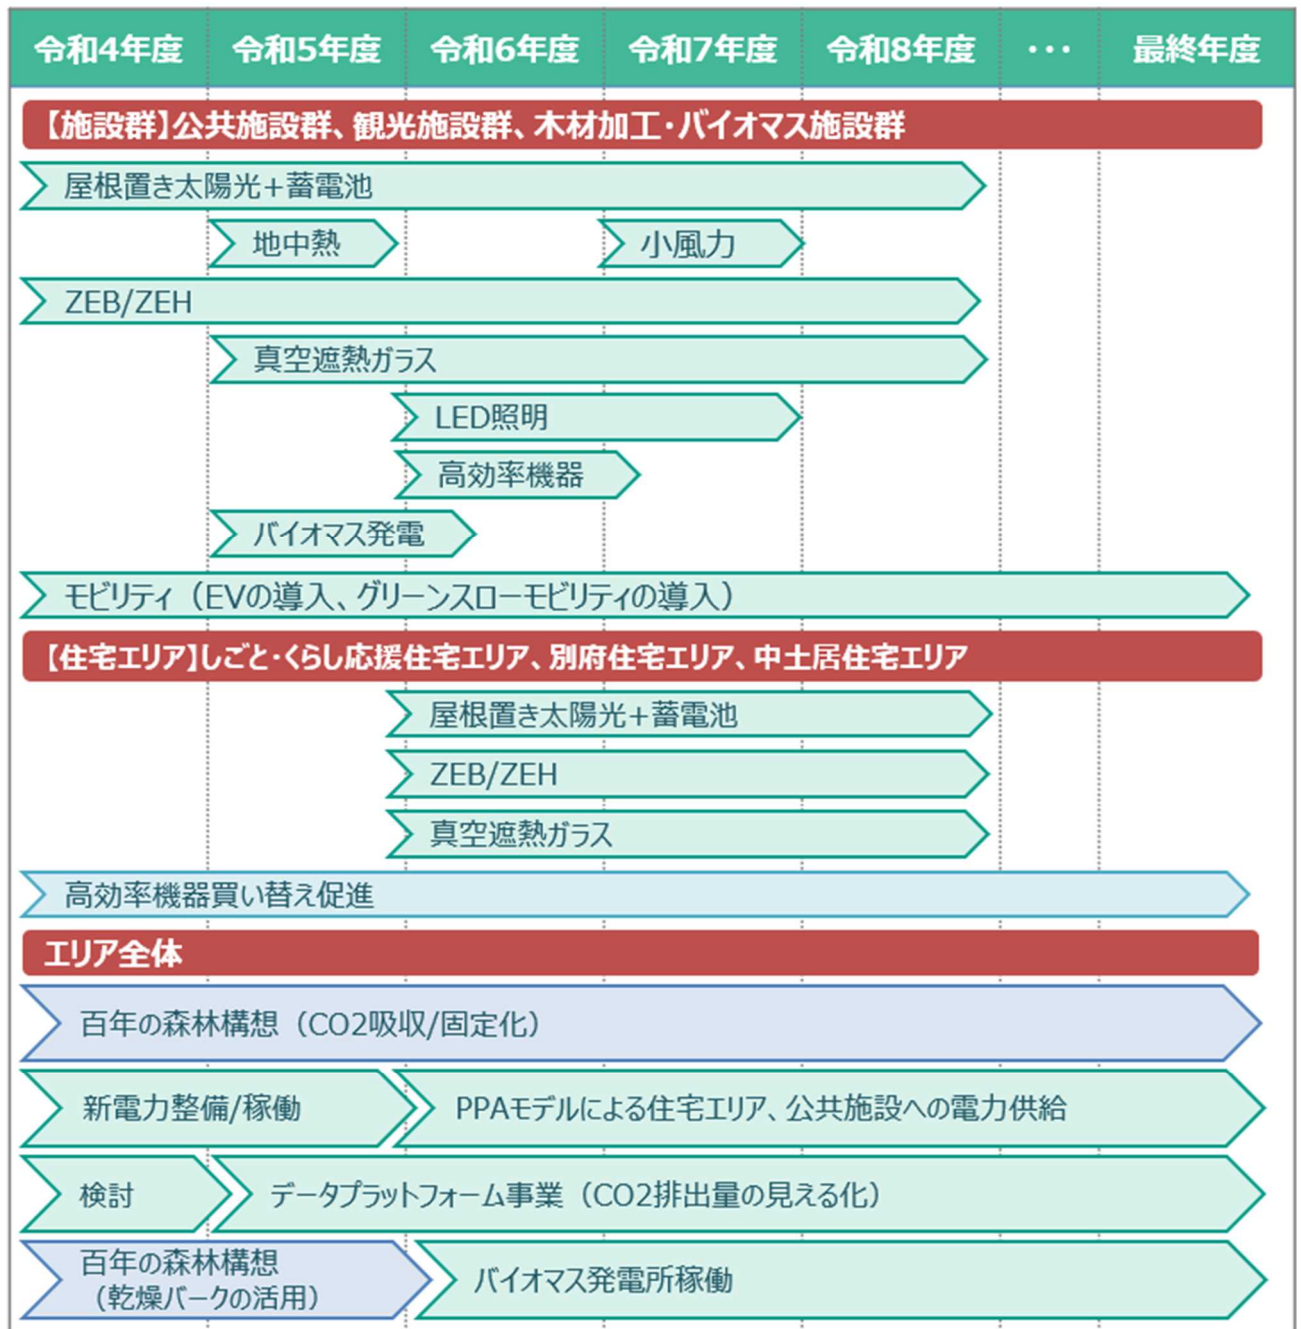 令和4年度 令和5年度 令和6年度 令和7年度 令和8年度 ・・・ 最終年度
【施設群】公共施設群、観光施設群、木材加工・バイオマス施設群
屋根置き太陽光+蓄電池
地中熱 小風力
ZEB/ZEH
真空遮熱ガラス
LED照明
高効率機器
バイオマス発電
モビリティ（EVの導入、グリーンスローモビリティの導入）
【住宅エリア】しごと・くらし応援住宅エリア、別府住宅エリア、中土居住宅エリア
屋根置き太陽光+蓄電池
ZEB/ZEH
真空遮熱ガラス
高効率機器買い替え促進
エリア全体
百年の森林構想（CO2吸収/固定化）
新電力整備/稼働 PPAモデルによる住宅エリア、公共施設への電力供給
検討 データプラットフォーム事業（CO2排出量の見える化）
百年の森林構想
（乾燥バークの活用）
バイオマス発電所稼働